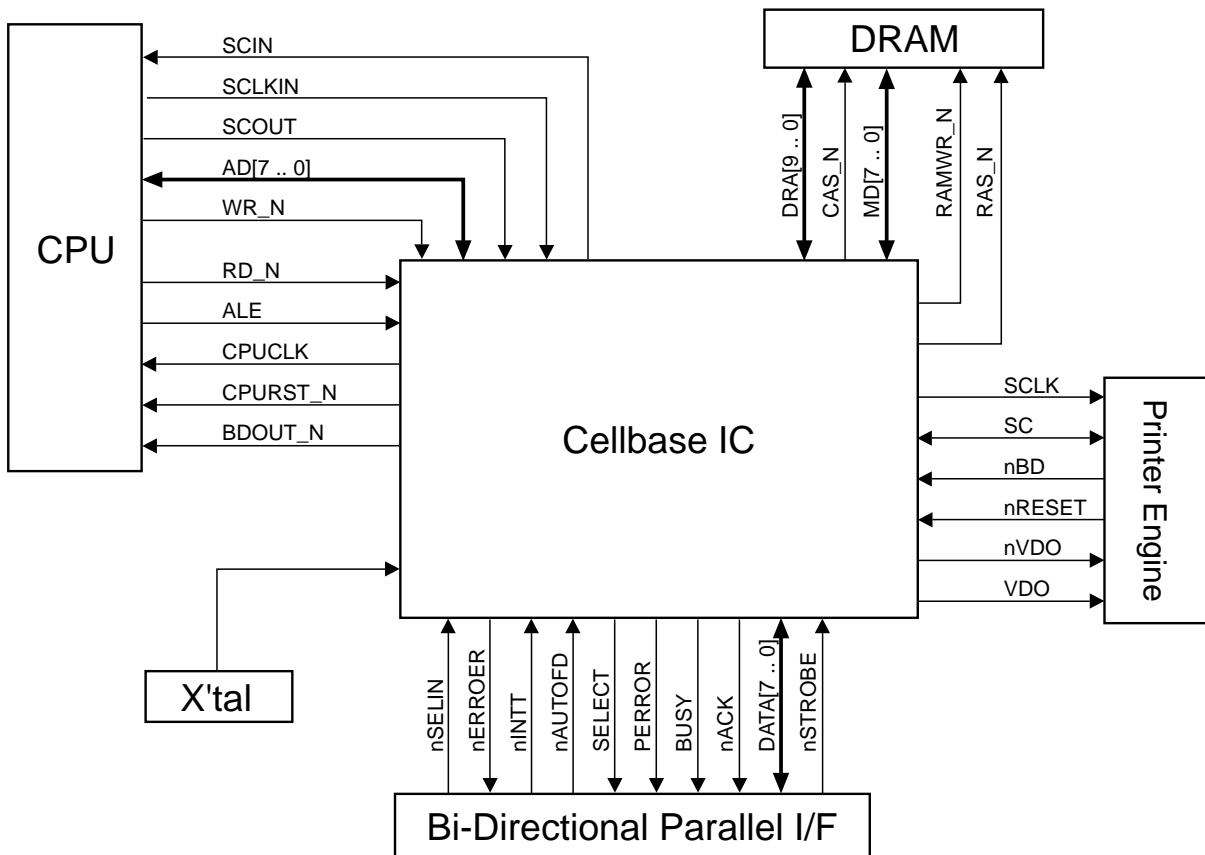 DRAM
SCIN
SCLKIN
SCOUT
AD[7 .. 0]
WR_N
CPU
RD_N
ALE
CPUCLK
CPURST_N
BDOUT_N
DRA[9 .. 0]
CAS_N
MD[7 .. 0]
RAMWR_N
RAS_N
Cellbase IC
SCLK
SC
nBD
nRESET
nVDO
VDO
Printer Engine
X'tal
nSELIN
nERROER
nINTT
nAUTOFD
SELECT
PERROR
BUSY
nACK
DATA[7 .. 0]
nSTROBE
Bi-Directional Parallel I/F